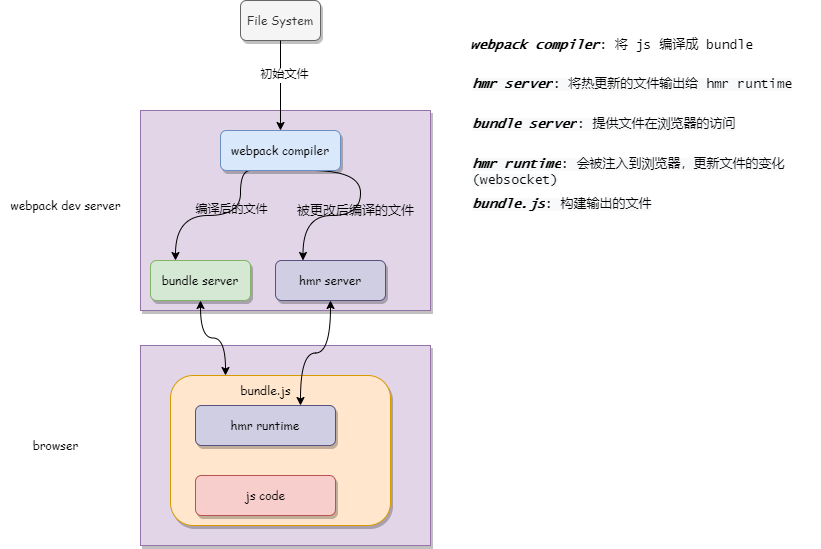 File System
初始文件
webpack compiler
webpack dev server
编译后的文件
被更改后编译的文件
bundle server
hmr server
browser
bundle.js
hmr runtime
js code
webpack compiler: 将 js 编译成 bundle
hmr server: 将热更新的文件输出给 hmr runtime
bundle server: 提供文件在浏览器的访问
hmr runtime: 会被注入到浏览器, 更新文件的变化
(websocket)
bundle.js: 构建输出的文件